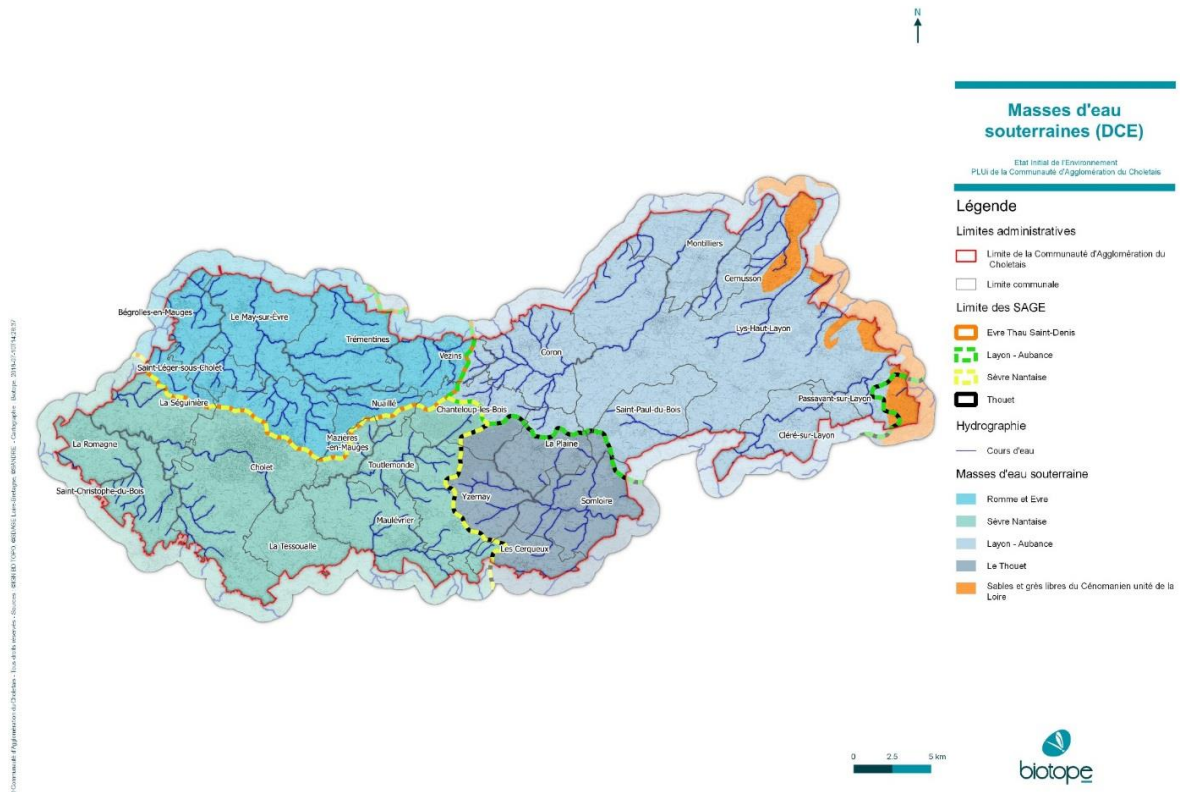 N
Masses d'eau
souterraines (DCE)
Etat Initial de l'Environnement
PLUi de la Communauté d'Agglomération du Choletais
Légende
Limites administratives
Limite de la Communauté d'Agglomération du
Choletais
Limite communale
Limite des SAGE
Evre Thau Saint-Denis
Layon - Aubance
Sèvre Nantaise
Thouet
Hydrographie
Cours d'eau
Masses d'eau souterraine
Romme et Evre
Sèvre Nantaise
Layon - Aubance
Le Thouet
Sables et grès libres du Cénomanien unité de la
Loire
Montilliers
Cernusson
Bégrolles-en-Mauges
Le May-sur-Èvre
Trémentines
Lys-Haut-Layon
Vezins
Coron
Saint-Léger-sous-Cholet
Passavant-sur-Layon
La Séguinière
Nuaillé
Chanteloup-les-Bois
Saint-Paul-du-Bois
Cléré-sur-Layon
La Romagne
Mazières
-en-Mauges
La Plaine
Cholet
Toutlemonde
Saint-Christophe-du-Bois
Yzernay
Somloire
Maulévrier
La Tessoualle
Les Cerqueux
0 2.5 5 km
biotope